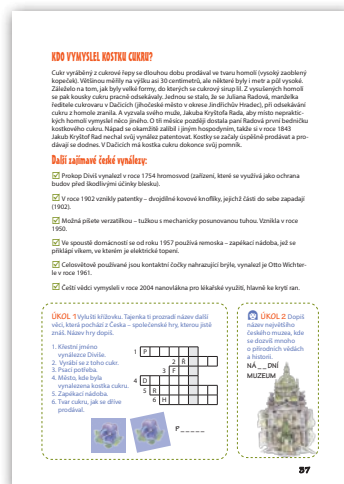 KDO VYMYSLEL KOSTKU CUKRU?
Cukr vyráběný z cukrové řepy se dlouhou dobu prodával ve tvaru homolí (vysoký zaoblený
kopeček). Většinou měřily na výšku asi 30 centimetrů, ale některé byly i metr a půl vysoké.
Záleželo na tom, jak byly velké formy, do kterých se cukrový sirup lil. Z vysušených homolí
se pak kousky cukru pracně odsekávaly. Jednou se stalo, že se Juliana Radová, manželka
ředitele cukrovaru v Dačicích (jihočeské město v okrese Jindřichův Hradec), při odsekávání
cukru z homole zranila. A vyzvala svého muže, Jakuba Kryštofa Rada, aby místo nepraktic-
kých homolí vymyslel něco jiného. O tři měsíce později dostala paní Radová první bedničku
kostkového cukru. Nápad se okamžitě zalíbil i jiným hospodyním, takže si v roce 1843
Jakub Kryštof Rad nechal svůj vynález patentovat. Kostky se začaly úspěšně prodávat a pro-
dávají se dodnes. V Dačicích má kostka cukru dokonce svůj pomník.
Další zajímavé české vynálezy:
Prokop Diviš vynalezl v roce 1754 hromosvod (zařízení, které se využívá jako ochrana
budov před škodlivými účinky blesku).
V roce 1902 vznikly patentky – dvojdílné kovové knoflíky, jejichž části do sebe zapadají
(1902).
Možná píšete verzatilkou – tužkou s mechanicky posunovanou tuhou. Vznikla v roce
1950.
Ve spoustě domácností se od roku 1957 používá remoska – zapékací nádoba, jež se
přiklápí víkem, ve kterém je elektrické topení.
Celosvětově používané jsou kontaktní čočky nahrazující brýle, vynalezl je Otto Wichter-
le v roce 1961.
Čeští vědci vymysleli v roce 2004 nanovlákna pro lékařské využití, hlavně ke krytí ran.
ÚKOL 1 Vylušti křížovku. Tajenka ti prozradí název další
věci, která pochází z Česka – společenské hry, kterou jistě
znáš. Název hry dopiš.
1. Křestní jméno
vynálezce Diviše.
2. Vyrábí se z toho cukr.
3. Psací potřeba.
4. Město, kde byla
vynalezena kostka cukru.
5. Zapékací nádoba.
6. Tvar cukru, jak se dříve
prodával.
1 P
2 Ř
3 F
4 D
5 R
6 H
P _ _ _ _ _
ÚKOL 2 Dopiš
název největšího
českého muzea, kde
se dozvíš mnoho
o přírodních vědách
a historii.
NÁ _ _ DNÍ
MUZEUM
37